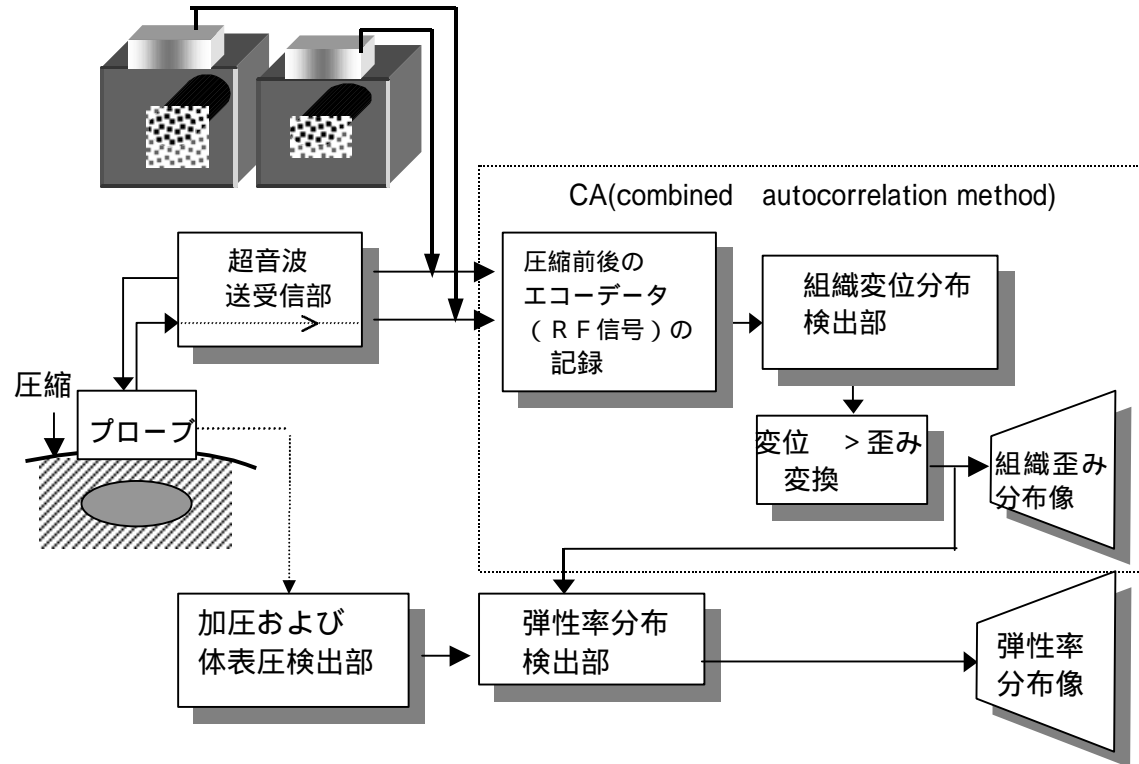 CA(combined autocorrelation method)
超音波
送受信部
圧縮前後の
エコーデータ
（ＲＦ信号）の
記録
組織変位分布
検出部
圧縮
プローブ
変位 ＞歪み
変換
組織歪み
分布像
加圧および
体表圧検出部
弾性率分布
検出部
弾性率
分布像